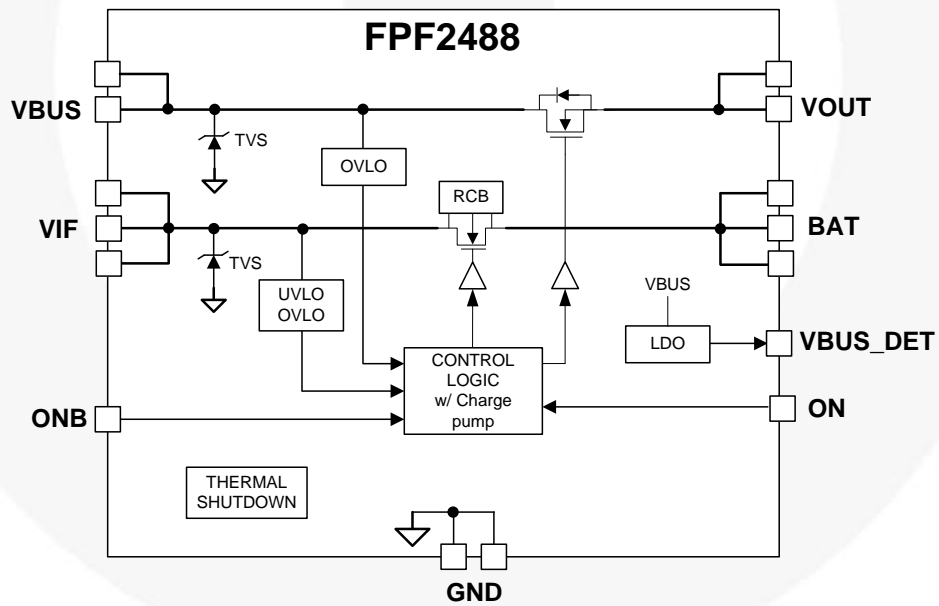 FPF2488
VBUS
VOUT
TVS
OVLO
RCB
VIF
BAT
TVS
UVLO
OVLO
VBUS
LDO
VBUS_DET
CONTROL
LOGIC
w/ Charge
pump
ONB
ON
THERMAL
SHUTDOWN
GND